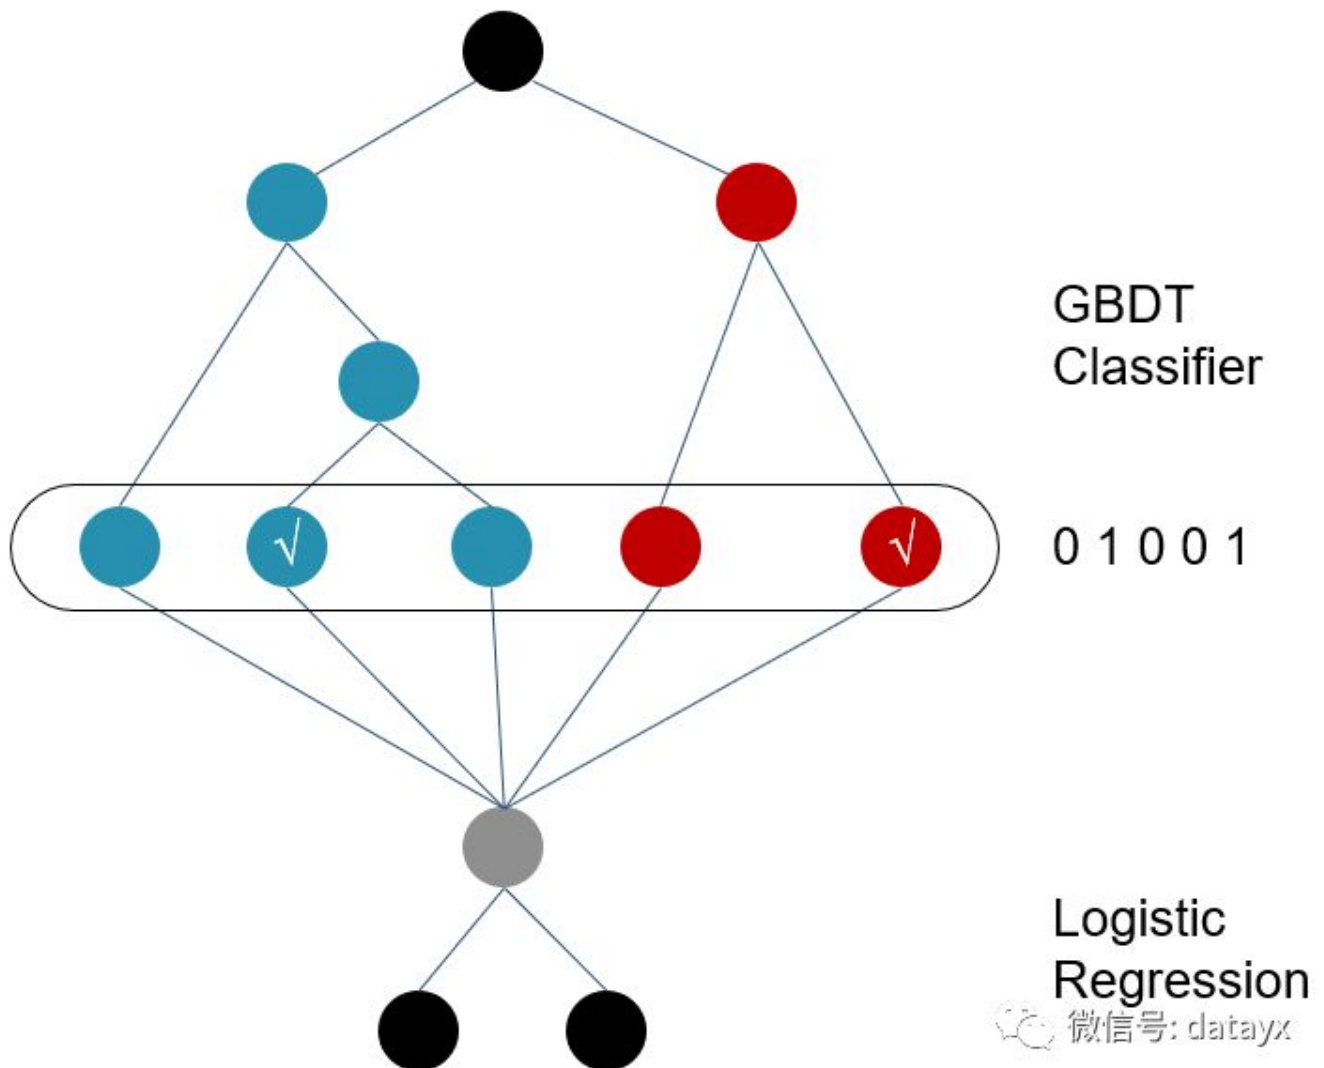 GBDT
Classifier
√
√
0 1 0 0 1
Logistic
Regression
微信号: datayx